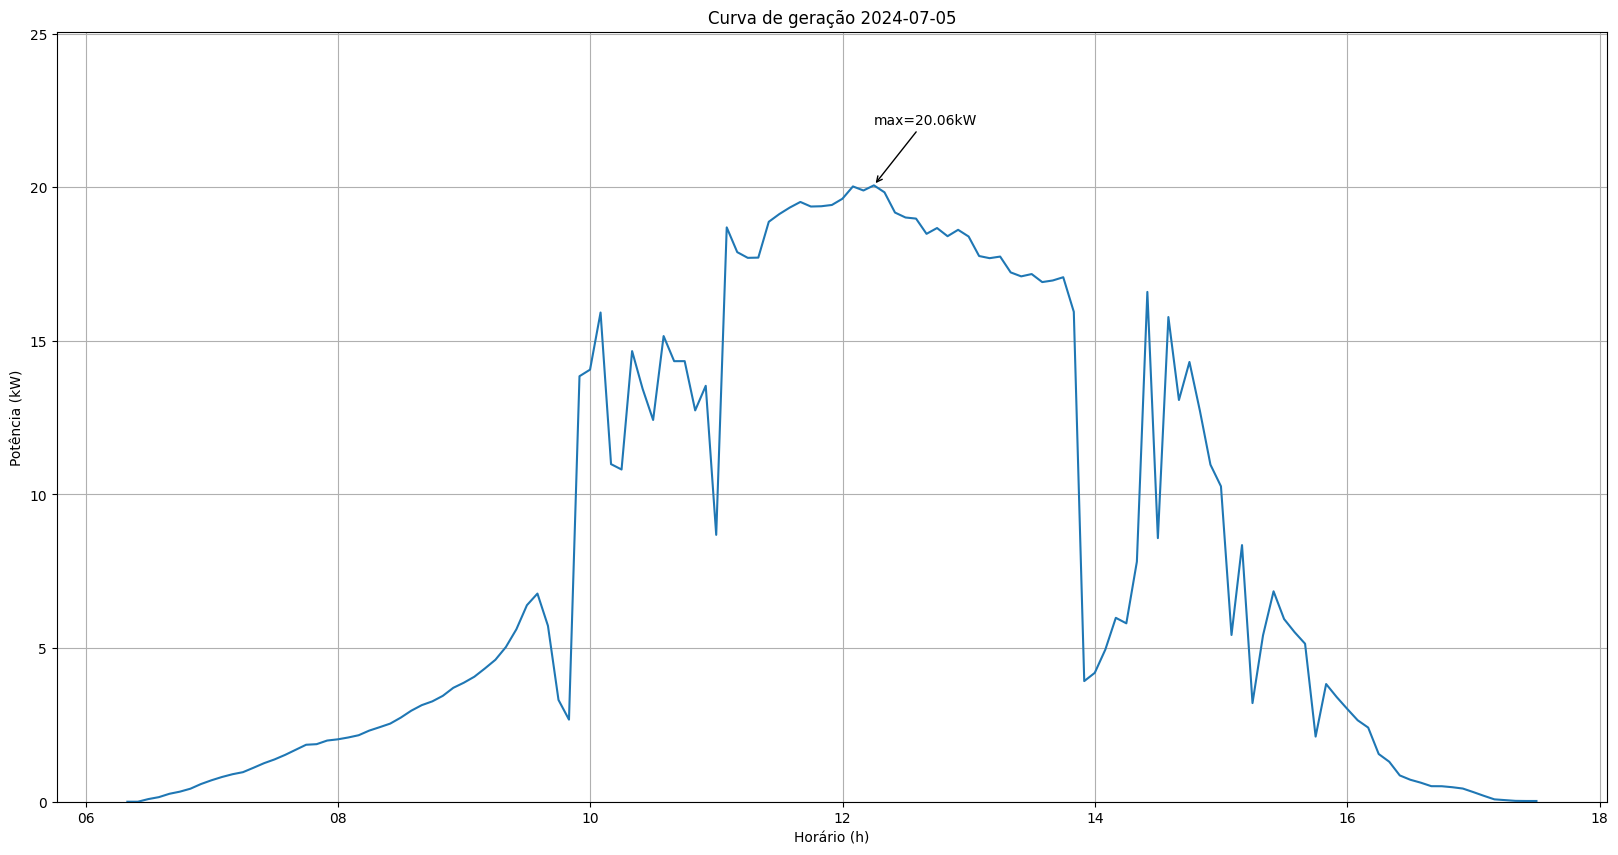 Curva de geração 2024-07-05
25
max=20.06kW
20
15
Potência (kW)
10
5
0
06 08 10 12 14 16 18
Horário (h)